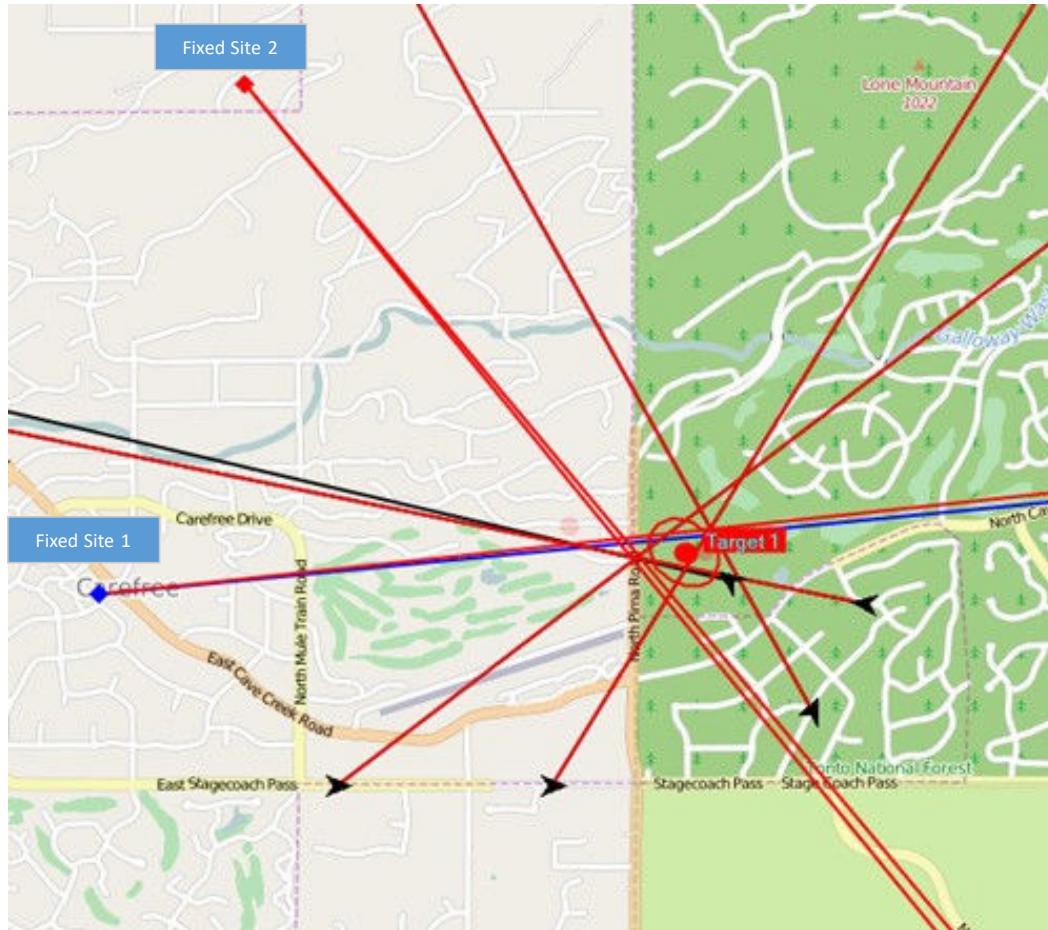 Fixed Site 2
Lone Mountain
1022
Galloway Wash
Carefree Drive
North Ca
Target 1
Fixed Site 1
Carefree
North Mule Train Road
North Pima Ro
East Cave Creek Road
Tonto National Forest
East Stagecoach Pass
Stagecoach Pass
Stage Coach Pass
N